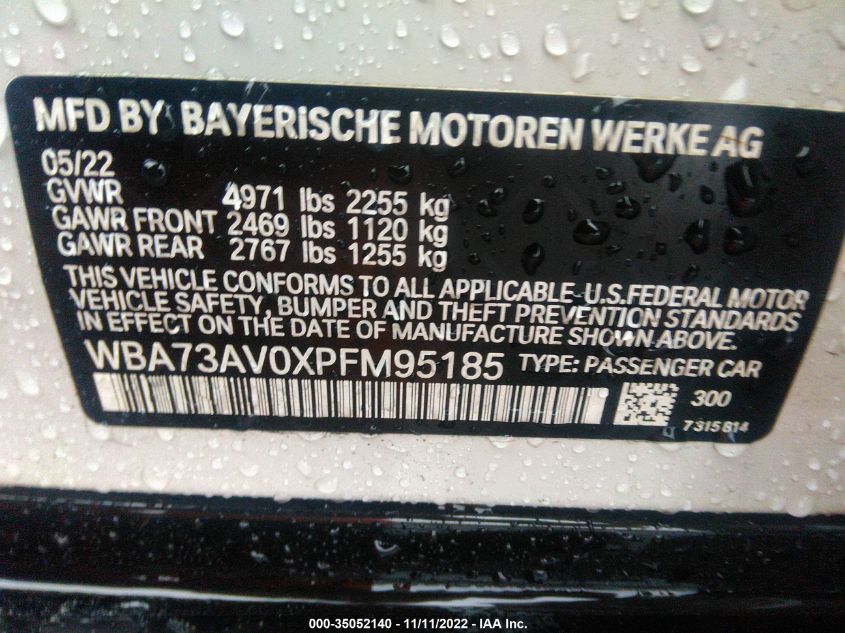 MFD BY BAYERISCHE MOTOREN WERKE AG
05/22
GVWR 4971 lbs 2255 kg
GAWR FRONT 2469 lbs 1120 kg
GAWR REAR 2767 lbs 1255 kg
THIS VEHICLE CONFORMS TO ALL APPLICABLE U.S.FEDERAL MOTOR
VEHICLE SAFETY, BUMPER AND THEFT PREVENTION STANDARDS
IN EFFECT ON THE DATE OF MANUFACTURE SHOWN ABOVE.
WBA73AV0XPFM95185 TYPE: PASSENGER CAR
300
7315814
000-35052140 - 11/11/2022 - IAA Inc.